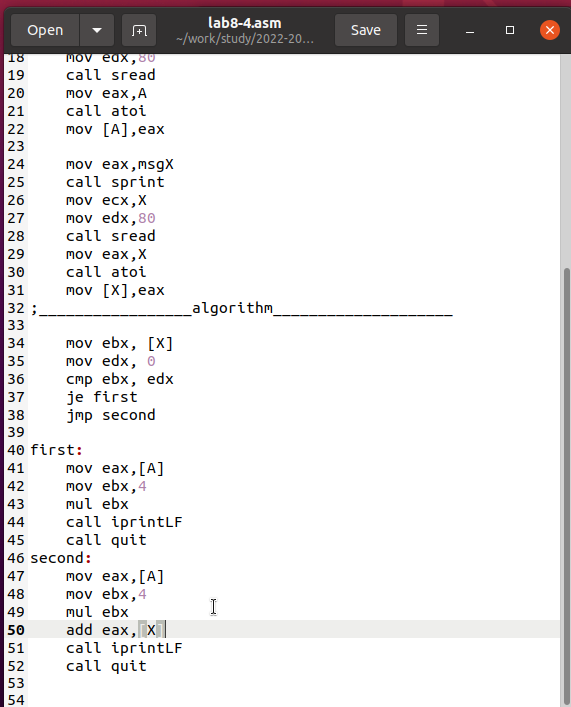 Open
lab8-4.asm
~/work/study/2022-20...
Save
18 mov edx,80
19 call sread
20 mov eax,A
21 call atoi
22 mov [A],eax
23
24 mov eax,msgX
25 call sprint
26 mov ecx,X
27 mov edx,80
28 call sread
29 mov eax,X
30 call atoi
31 mov [X],eax
32 ;_________________algorithm____________________
33
34 mov ebx, [X]
35 mov edx, 0
36 cmp ebx, edx
37 je first
38 jmp second
39
40 first:
41 mov eax,[A]
42 mov ebx,4
43 mul ebx
44 call iprintLF
45 call quit
46 second:
47 mov eax,[A]
48 mov ebx,4
49 mul ebx
50 add eax,[X]
51 call iprintLF
52 call quit
53
54